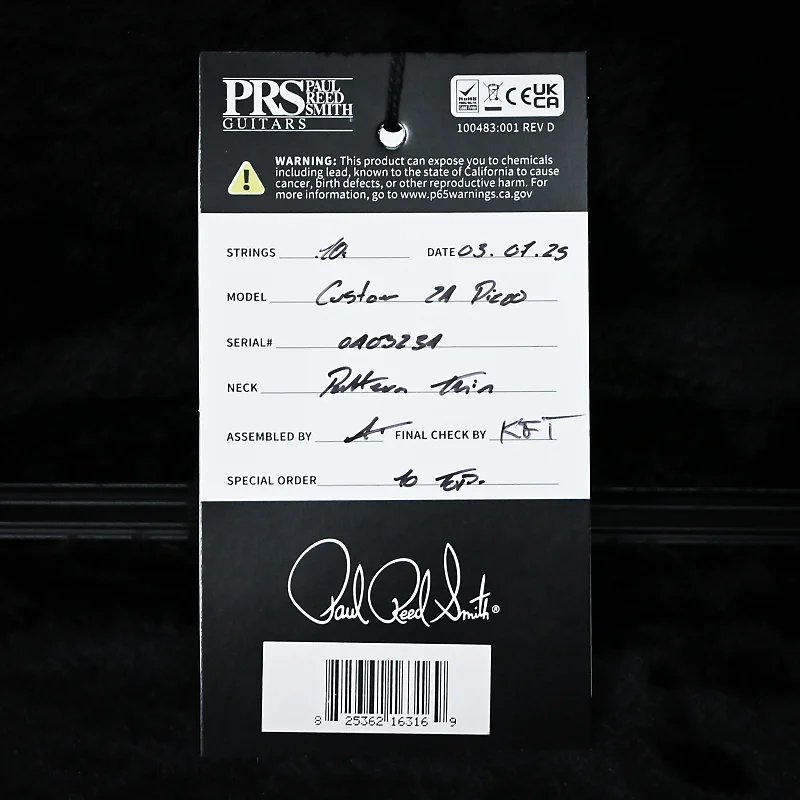 PRS PAUL REED SMITH
GUITARS
RoHS
CE UK CA
100483:001 REV D
WARNING: This product can expose you to chemicals
including lead, known to the state of California to cause
cancer, birth defects, or other reproductive harm. For
more information, go to www.p65warnings.ca.gov
STRINGS .10
DATE 03.07.25
MODEL Custom 24 Piezo
SERIAL#
NECK Pattern Thin
ASSEMBLED BY
FINAL CHECK BY KFT
SPECIAL ORDER 10 Top.
Paul Reed Smith®
8 25362 16316 9